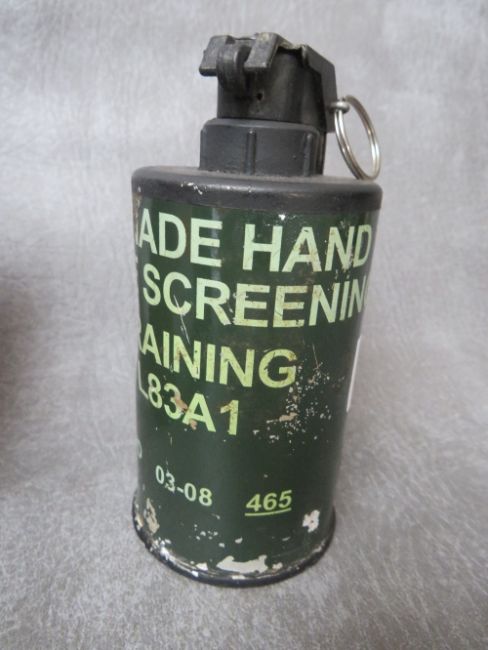 ADE HAND
SCREENIN
AINING
L83A1
03-08 465